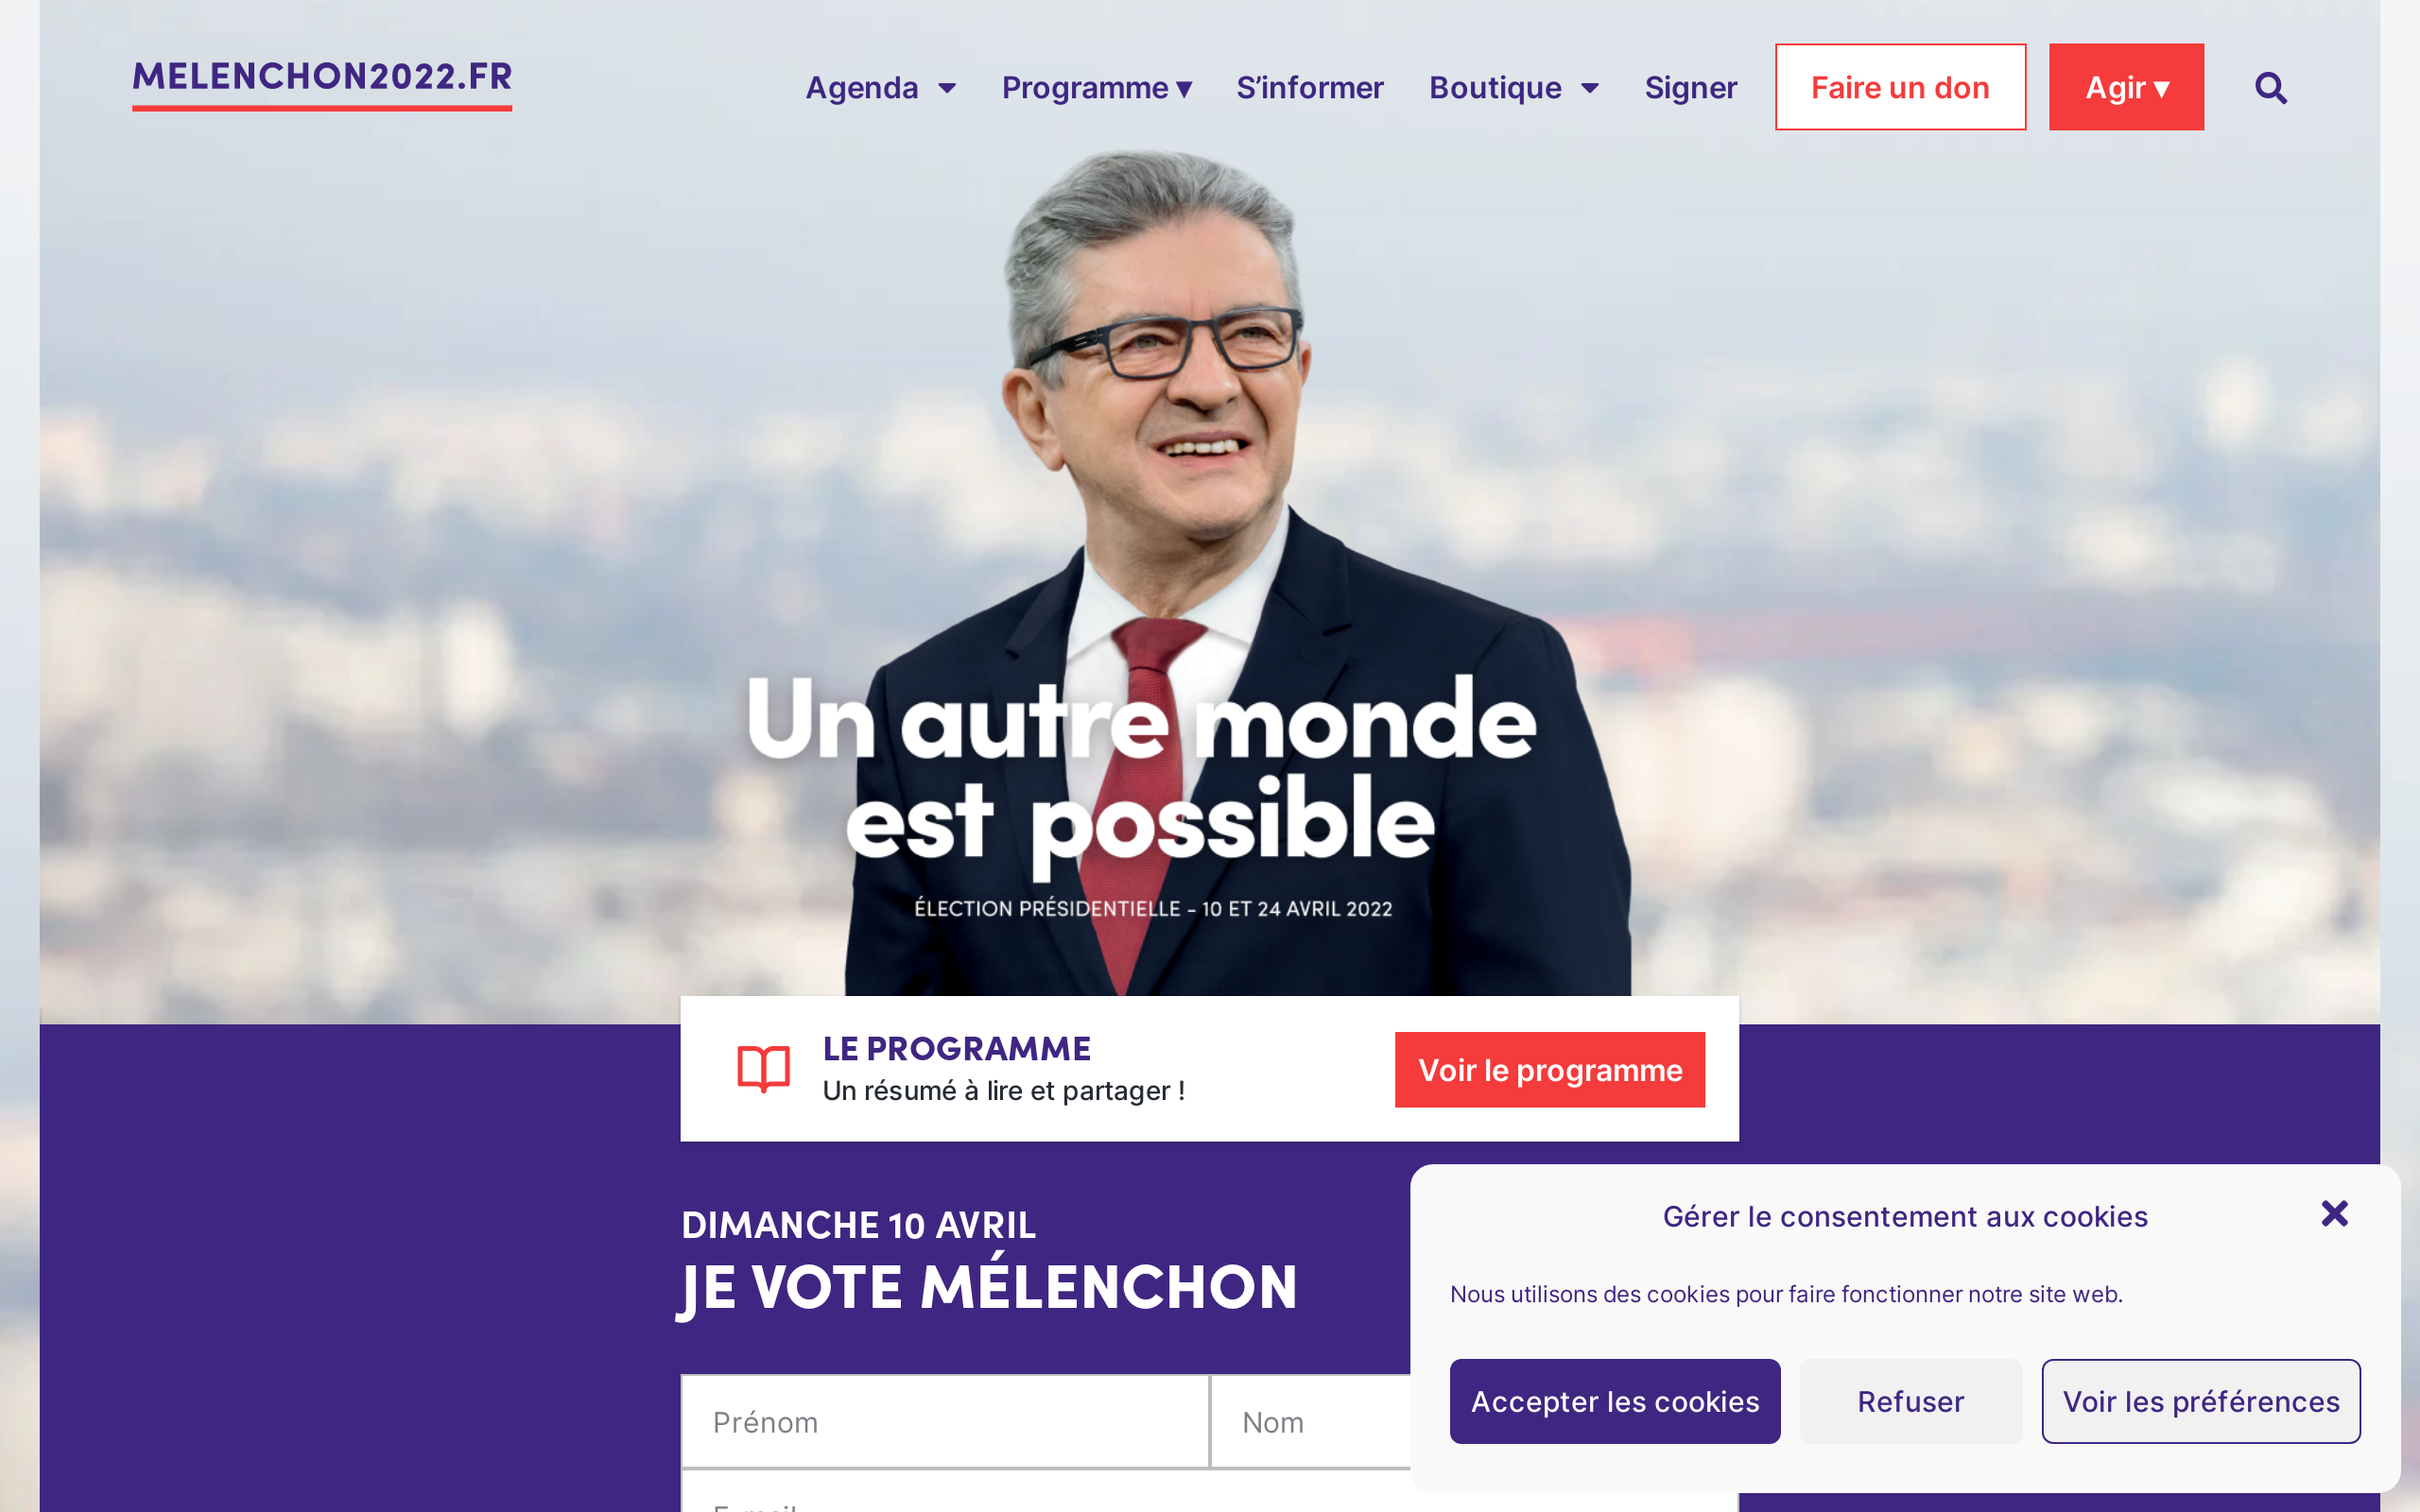 MELENCHON2022.FR
Agenda Programme ▾ S’informer Boutique Signer Faire un don Agir ▾
Un autre monde
est possible
ÉLECTION PRÉSIDENTIELLE - 10 ET 24 AVRIL 2022
LE PROGRAMME
Un résumé à lire et partager !
Voir le programme
DIMANCHE 10 AVRIL
JE VOTE MÉLENCHON
Prénom
Nom
Gérer le consentement aux cookies
Nous utilisons des cookies pour faire fonctionner notre site web.
Accepter les cookies
Refuser
Voir les préférences